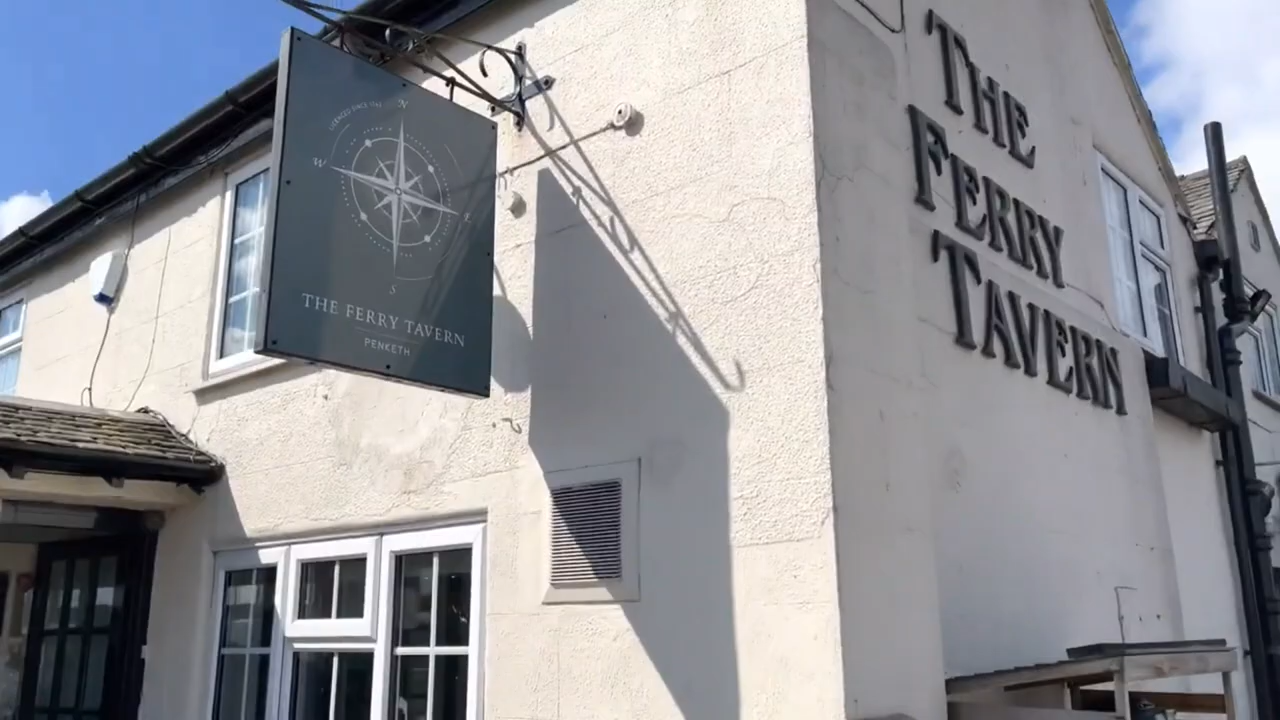 N
W
E
S
THE FERRY TAVERN
PENKETH
THE
FERRY
TAVERN